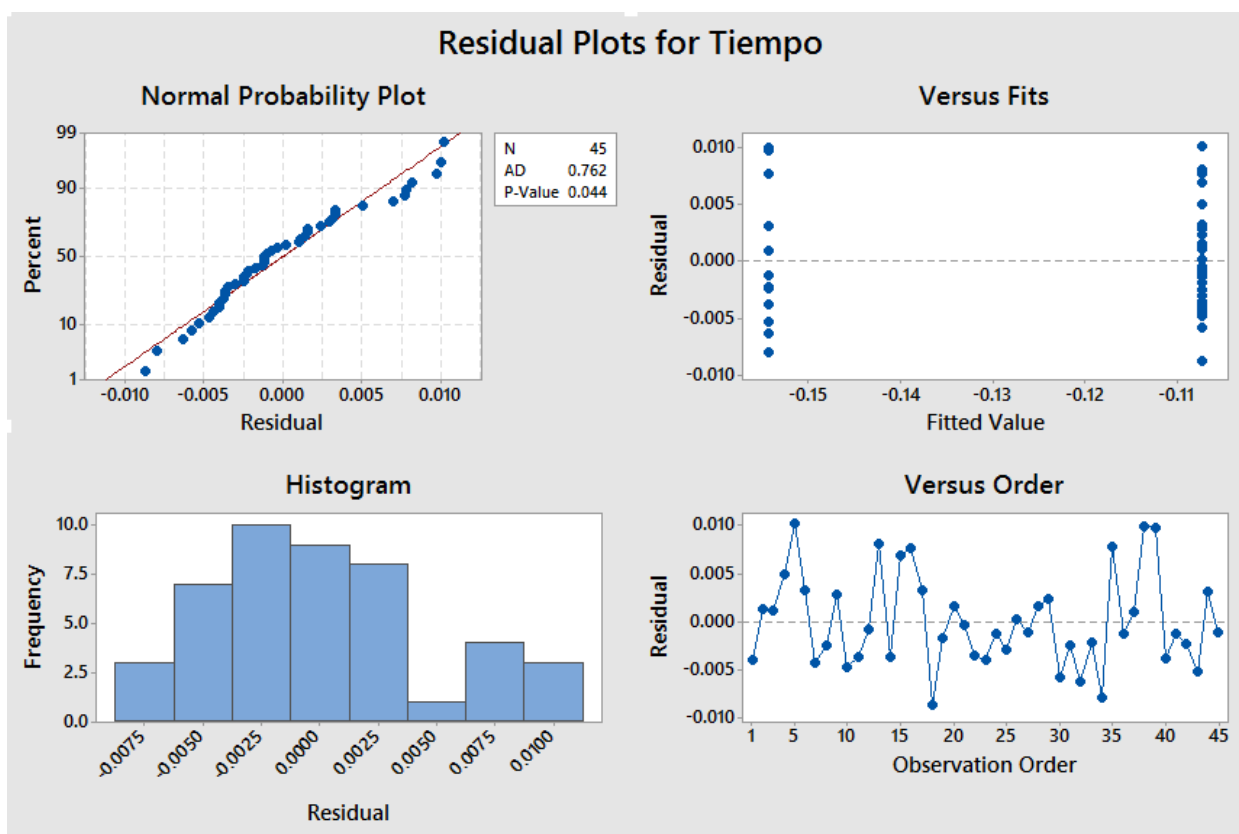 Residual Plots for Tiempo
Normal Probability Plot
99
90
50
10
1
Percent
-0.010 -0.005 0.000 0.005 0.010
Residual
N 45
AD 0.762
P-Value 0.044
Versus Fits
0.010
0.005
0.000
-0.005
-0.010
Residual
-0.15 -0.14 -0.13 -0.12 -0.11
Fitted Value
Histogram
10.0
7.5
5.0
2.5
0.0
Frequency
-0.0075 -0.0050 -0.0025 0.0000 0.0025 0.0050 0.0075 0.0100
Residual
Versus Order
0.010
0.005
0.000
-0.005
-0.010
Residual
1 5 10 15 20 25 30 35 40 45
Observation Order